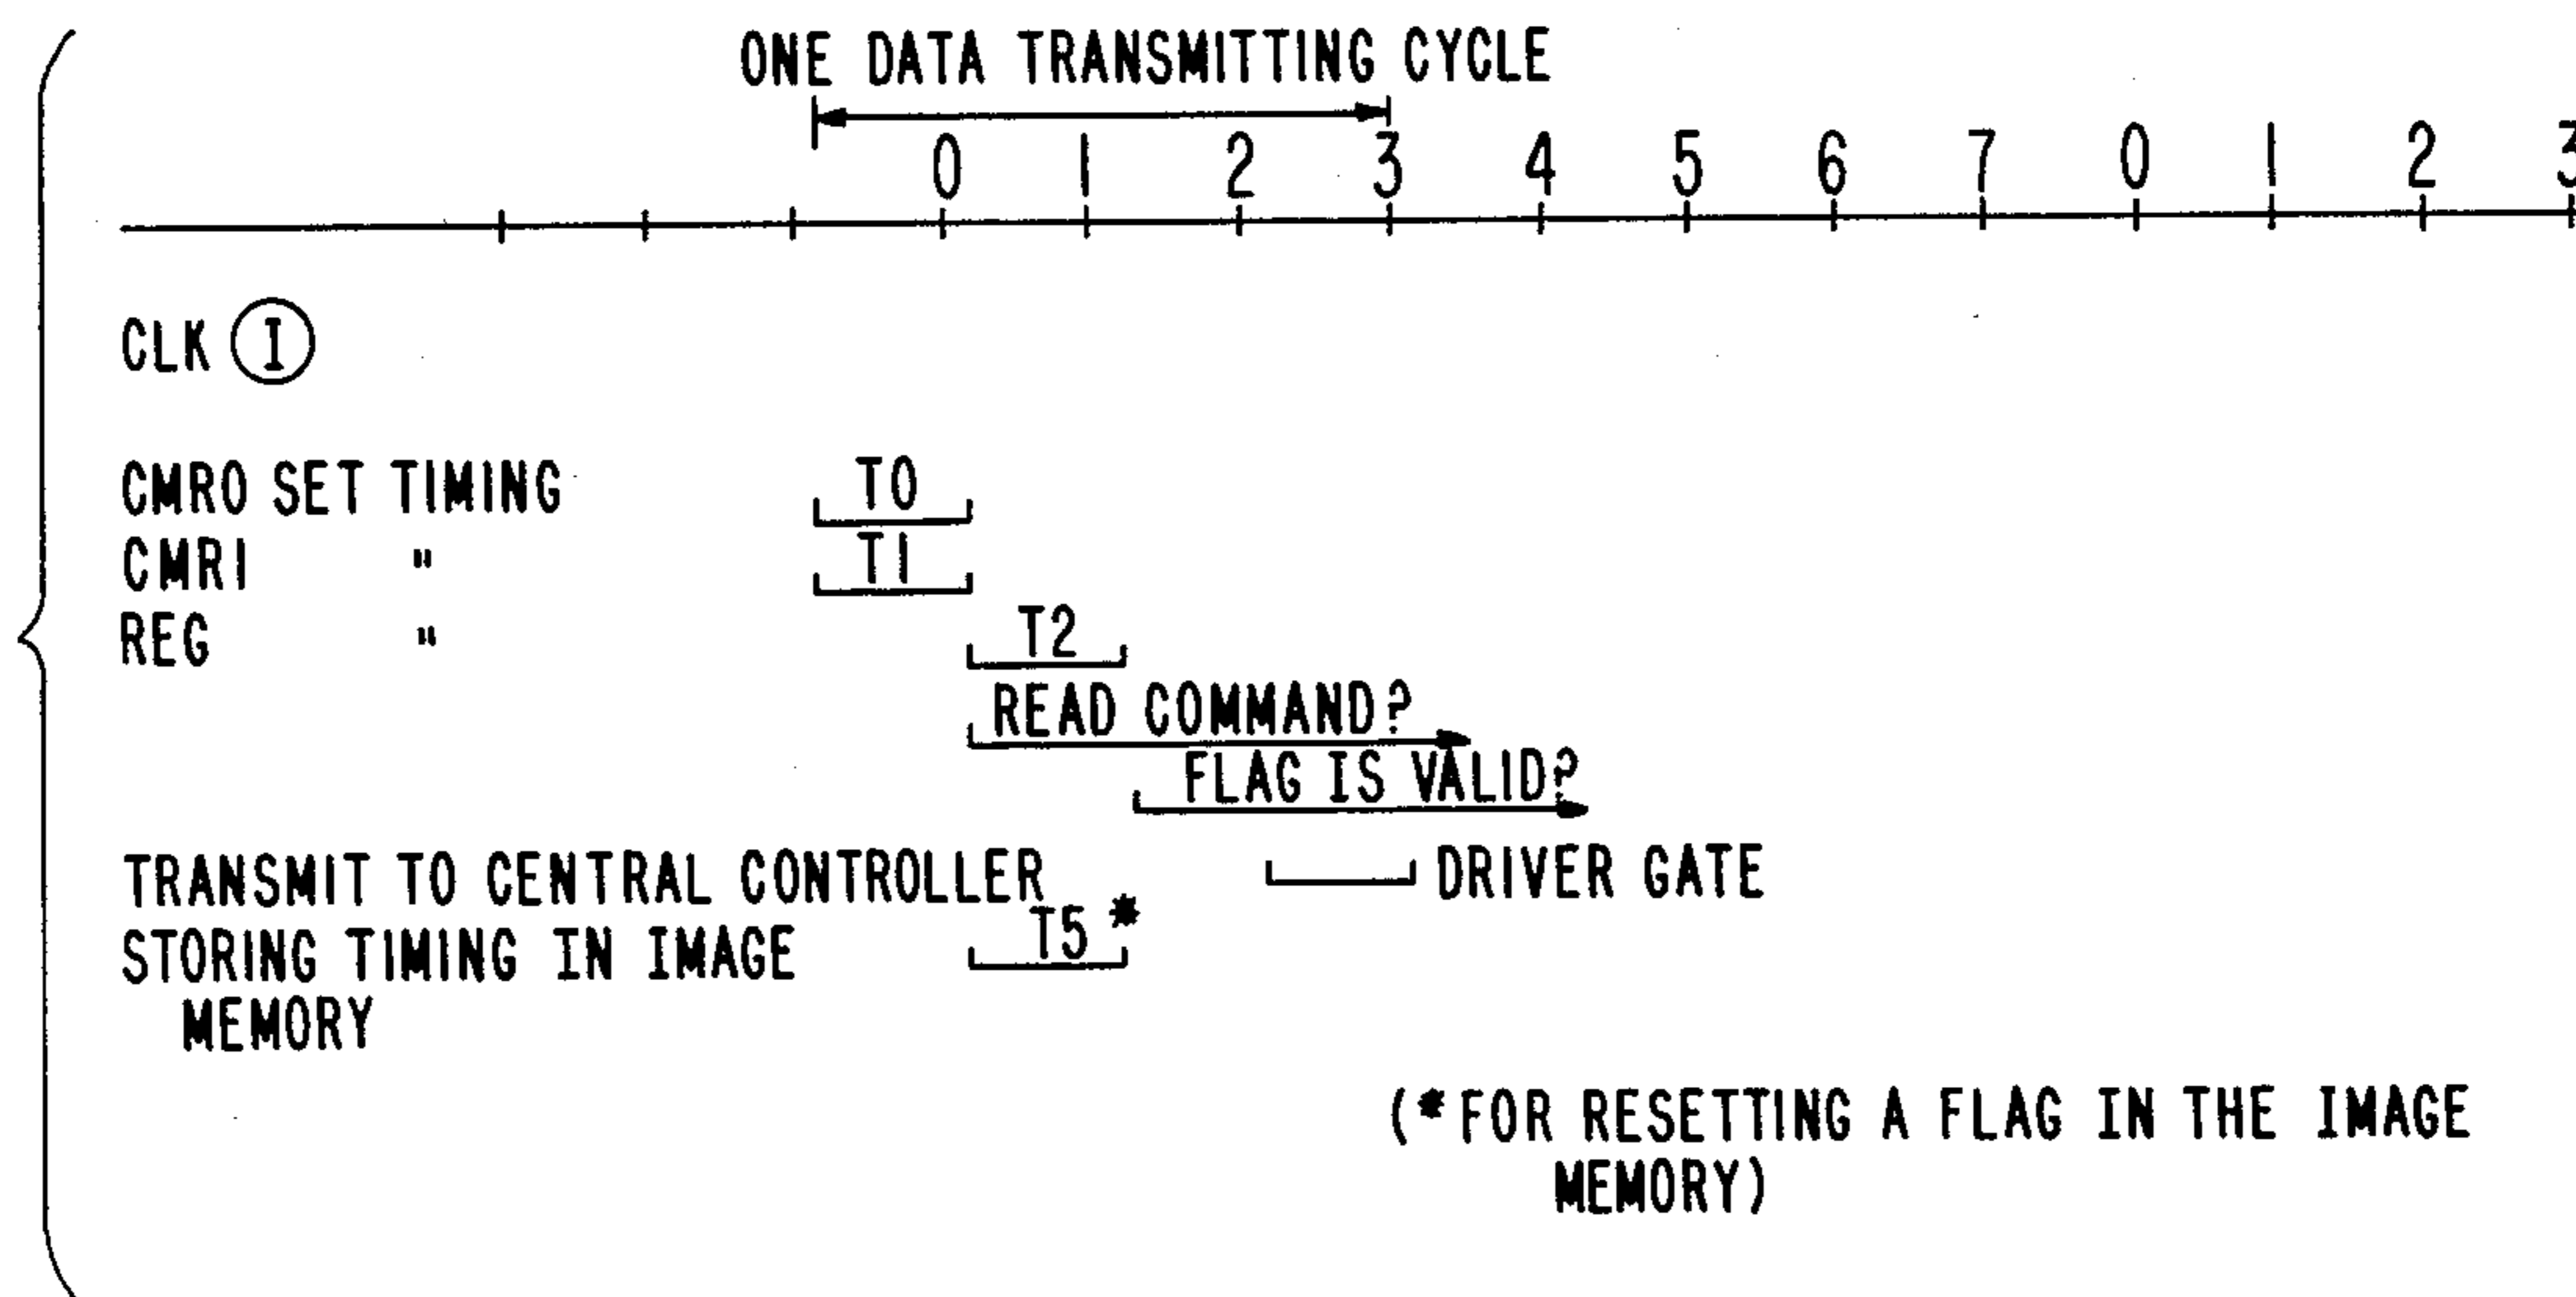 ONE DATA TRANSMITTING CYCLE
0 1 2 3 4 5 6 7 0 1 2 3
CLK I
CMR0 SET TIMING T0
CMR1 " T1
REG " T2
READ COMMAND?
FLAG IS VALID?
TRANSMIT TO CENTRAL CONTROLLER DRIVER GATE
STORING TIMING IN IMAGE T5 *
MEMORY
(*FOR RESETTING A FLAG IN THE IMAGE
MEMORY)